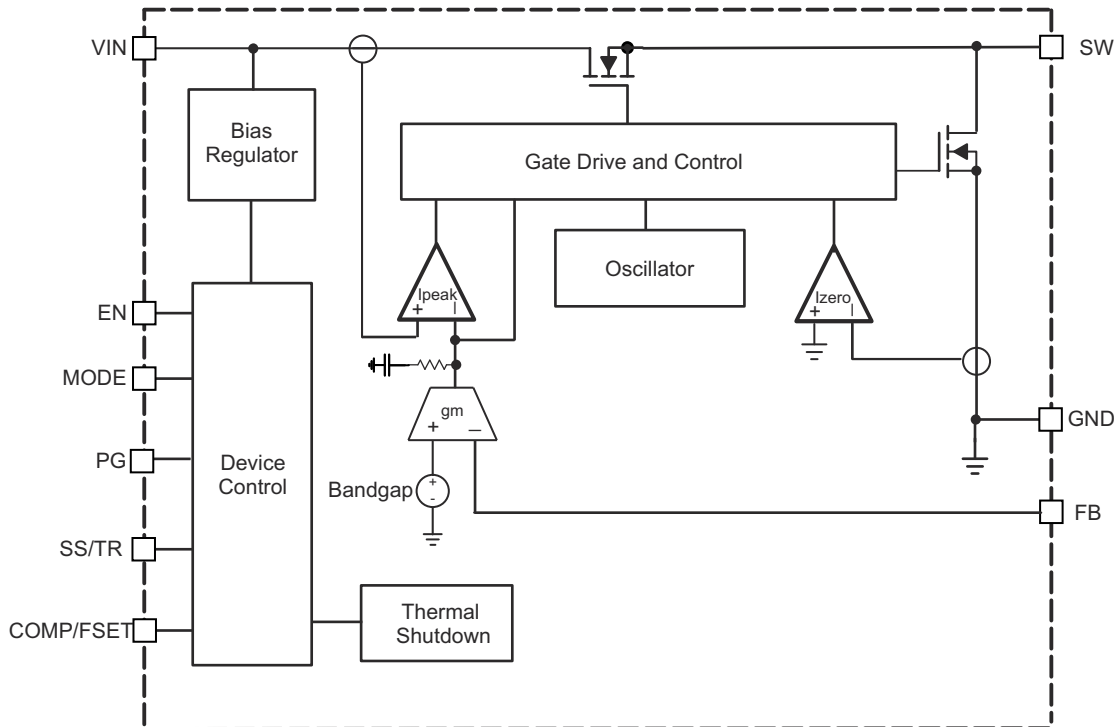 VIN
SW
Bias
Regulator
Gate Drive and Control
Oscillator
Ipeak
+ –
Izero
+ –
EN
MODE
PG
SS/TR
COMP/FSET
Device
Control
gm
+ –
Bandgap
+
-
GND
FB
Thermal
Shutdown